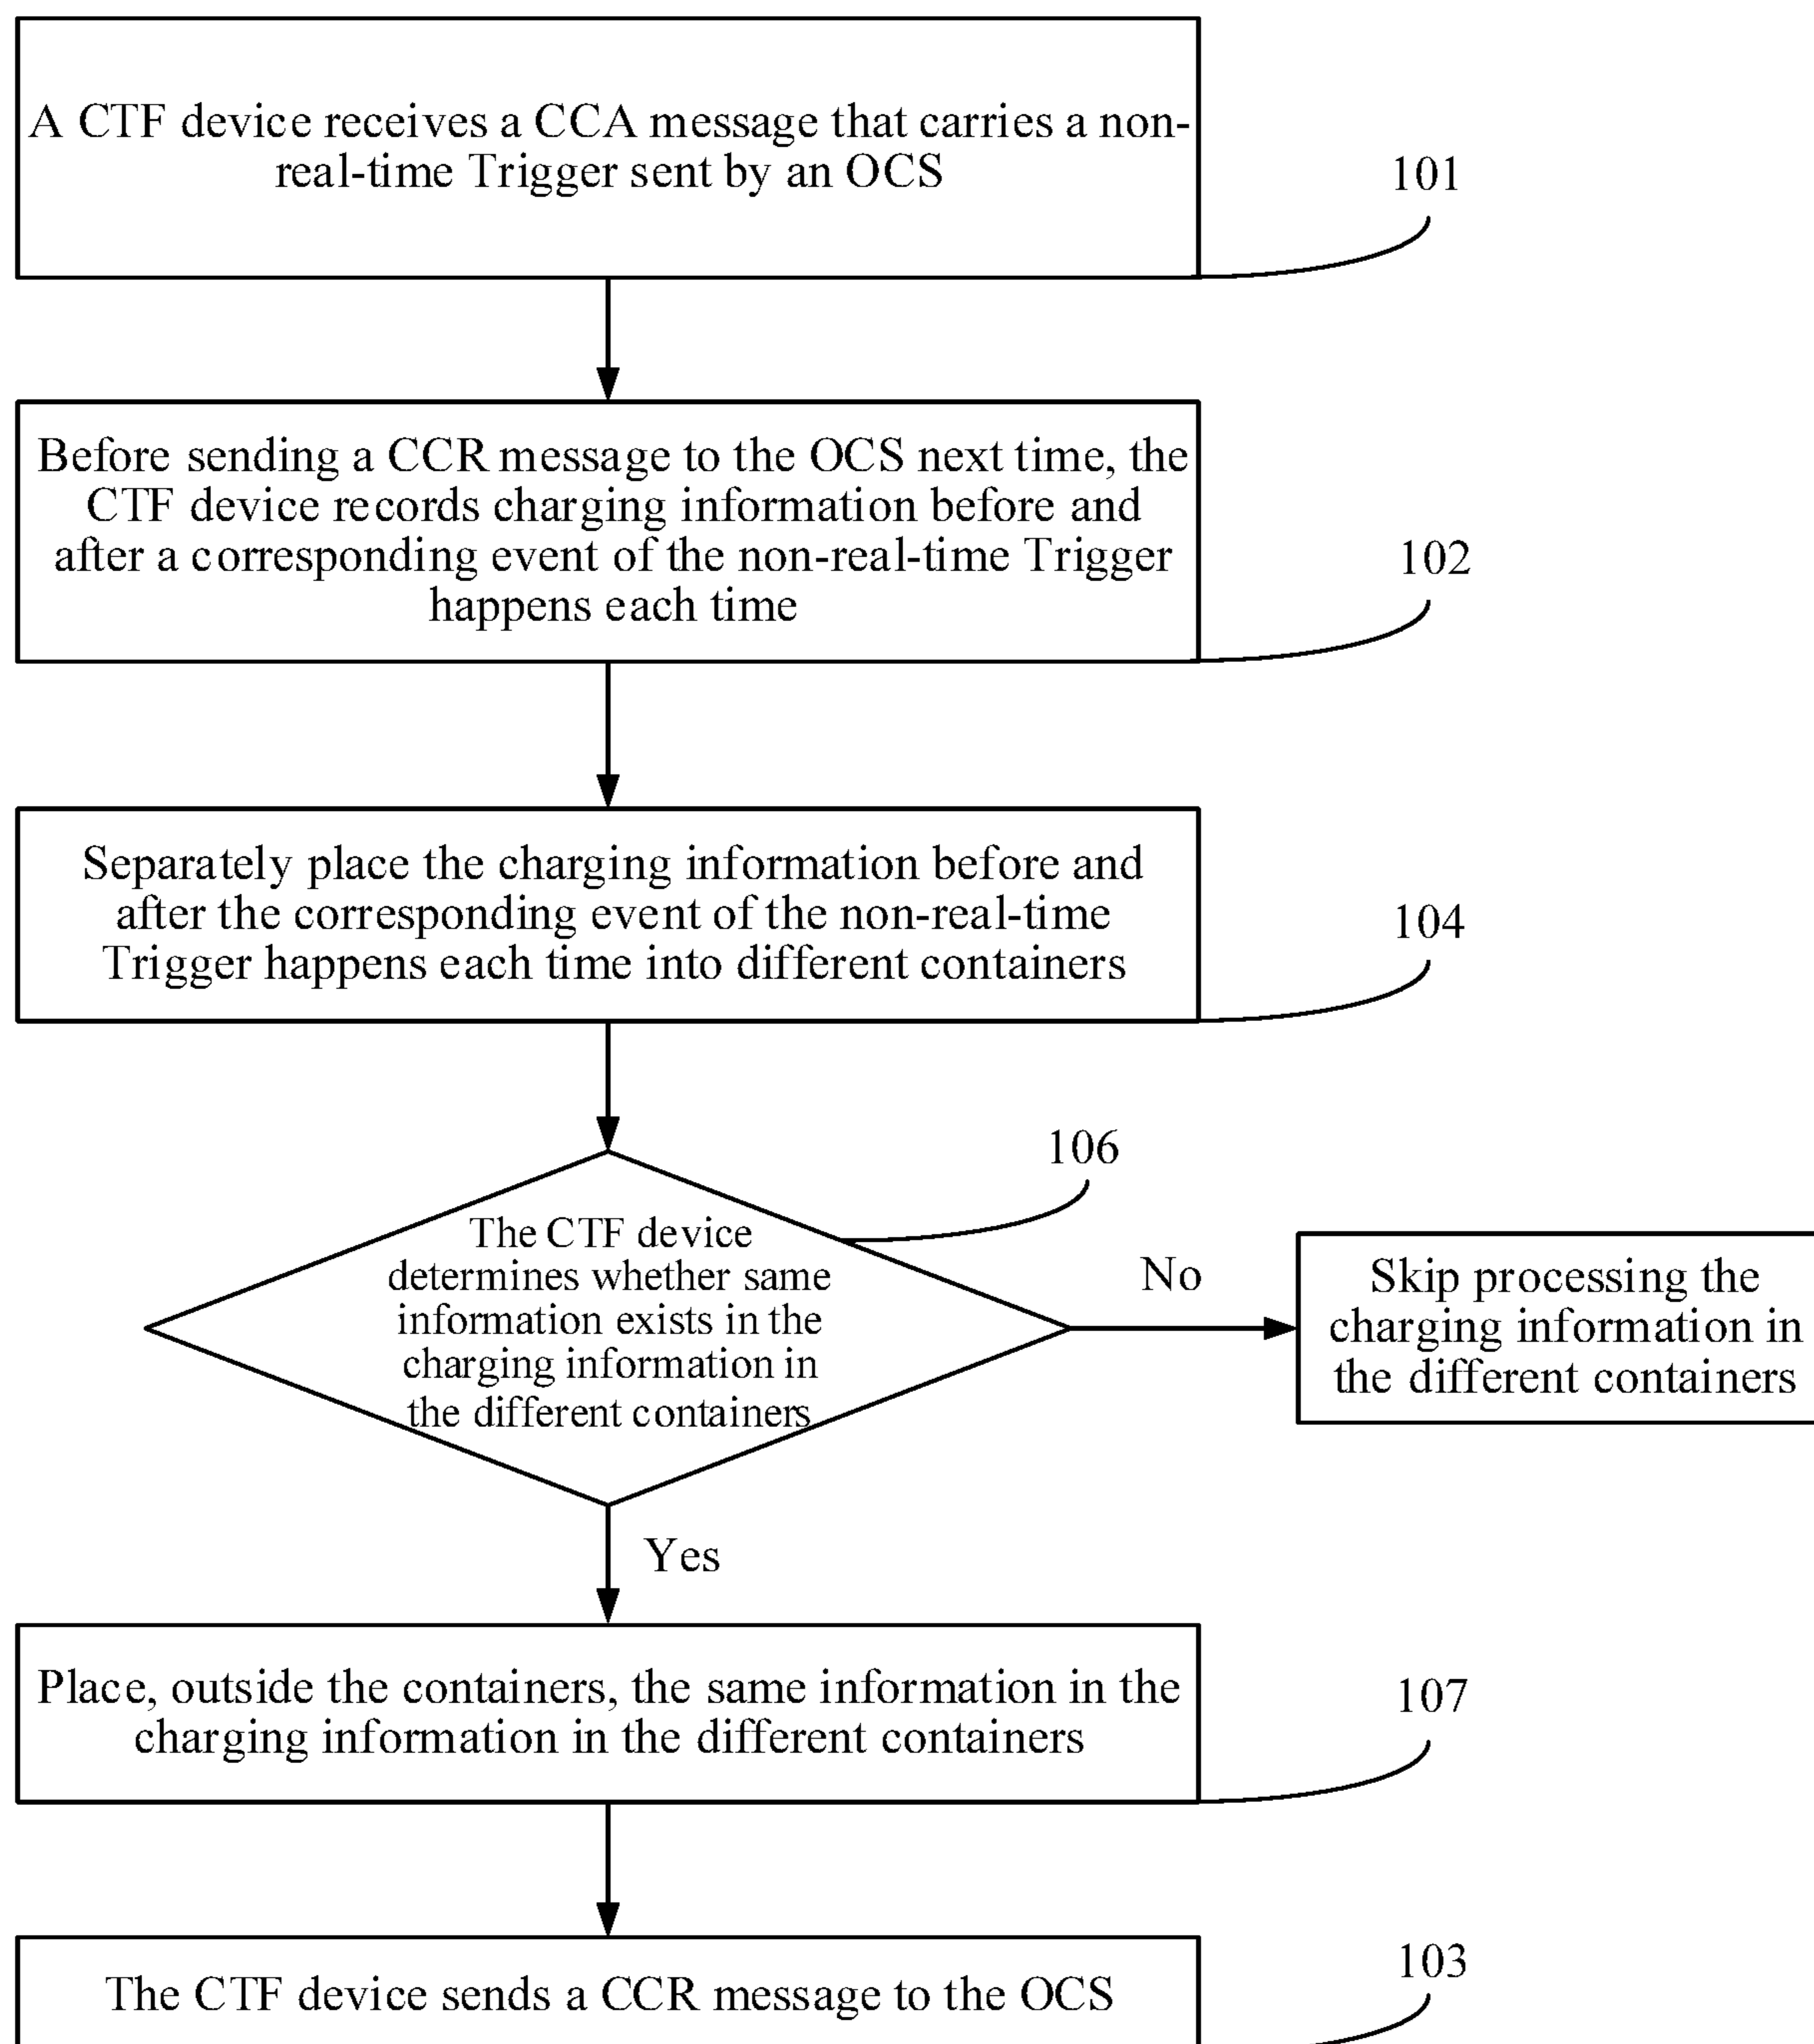 A CTF device receives a CCA message that carries a non-
real-time Trigger sent by an OCS
101
Before sending a CCR message to the OCS next time, the
CTF device records charging information before and
after a corresponding event of the non-real-time Trigger
happens each time
102
Separately place the charging information before and
after the corresponding event of the non-real-time
Trigger happens each time into different containers
104
106
The CTF device
determines whether same
information exists in the
charging information in
the different containers
No
Skip processing the
charging information in
the different containers
Yes
Place, outside the containers, the same information in the
charging information in the different containers
107
The CTF device sends a CCR message to the OCS
103